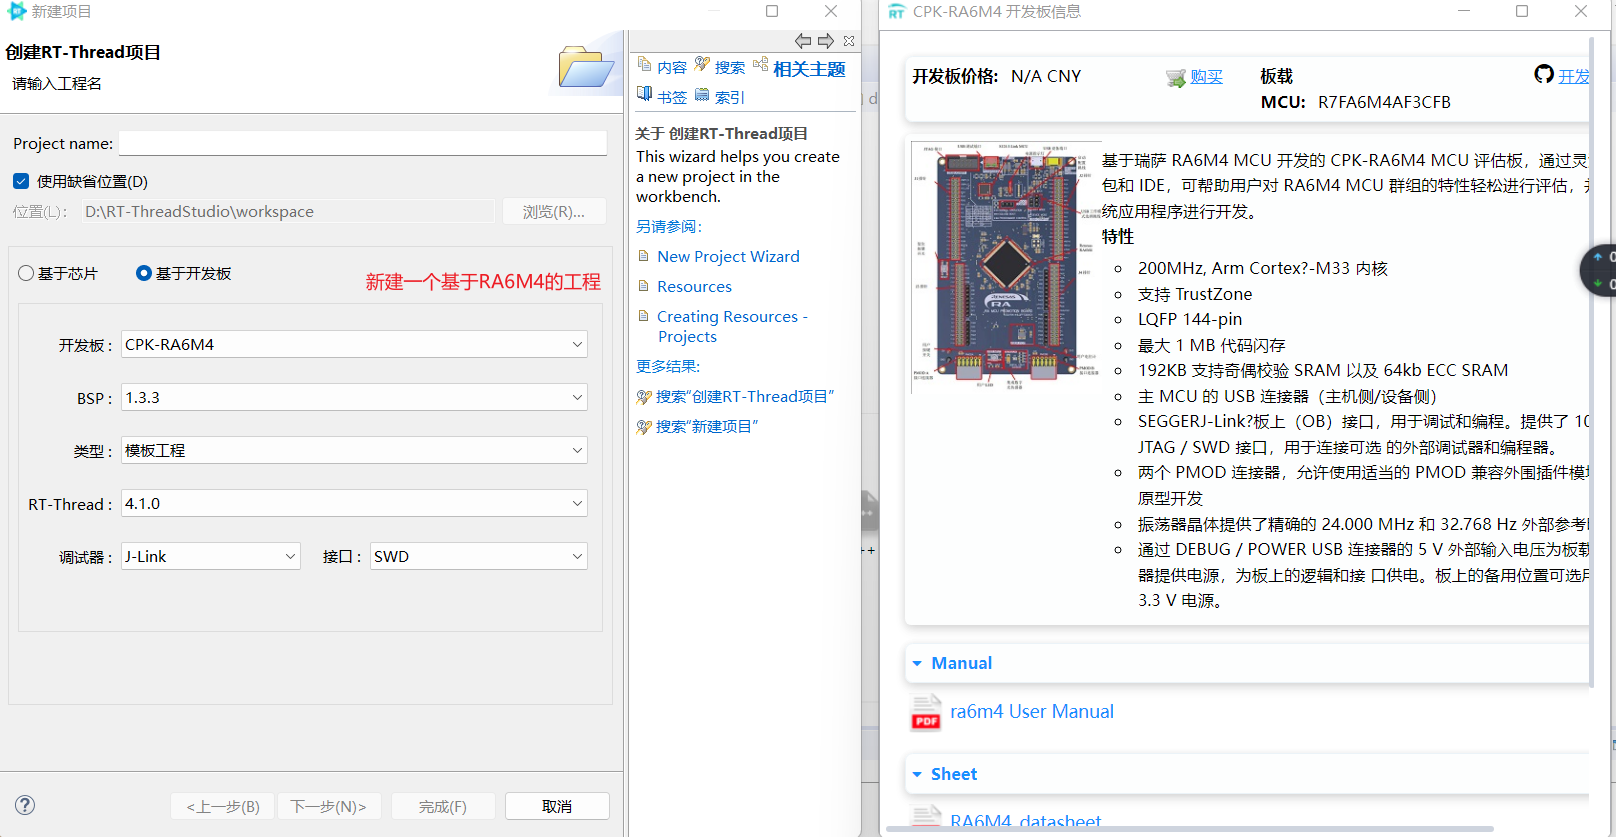 新建项目
创建RT-Thread项目
请输入工程名
Project name:
使用缺省位置(D)
位置(L):
D:\RT-ThreadStudio\workspace
浏览(R)...
基于芯片
基于开发板
新建一个基于RA6M4的工程
开发板 :
CPK-RA6M4
BSP :
1.3.3
类型 :
模板工程
RT-Thread :
4.1.0
调试器 :
J-Link
接口 :
SWD
<上一步(B)
下一步(N)>
完成(F)
取消
内容
搜索
相关主题
书签
索引
关于 创建RT-Thread项目
This wizard helps you create
a new project in the
workbench.
另请参阅:
New Project Wizard
Resources
Creating Resources -
Projects
更多结果:
搜索“创建RT-Thread项目”
搜索“新建项目”
d
++
CPK-RA6M4 开发板信息
开发板价格: N/A CNY
购买
板载
MCU: R7FA6M4AF3CFB
开发
基于瑞萨 RA6M4 MCU 开发的 CPK-RA6M4 MCU 评估板，通过灵
包和 IDE，可帮助用户对 RA6M4 MCU 群组的特性轻松进行评估，
统应用程序进行开发。
特性
200MHz, Arm Cortex?-M33 内核
支持 TrustZone
LQFP 144-pin
最大 1 MB 代码闪存
192KB 支持奇偶校验 SRAM 以及 64kb ECC SRAM
主 MCU 的 USB 连接器（主机侧/设备侧）
SEGGERJ-Link?板上（OB）接口，用于调试和编程。提供了 10
JTAG / SWD 接口，用于连接可选 的外部调试器和编程器。
两个 PMOD 连接器，允许使用适当的 PMOD 兼容外围插件模
原型开发
振荡器晶体提供了精确的 24.000 MHz 和 32.768 Hz 外部参考
通过 DEBUG / POWER USB 连接器的 5 V 外部输入电压为板载
器提供电源，为板上的逻辑和接 口供电。板上的备用位置可选
3.3 V 电源。
Manual
PDF
ra6m4 User Manual
Sheet
RA6M4 datasheet